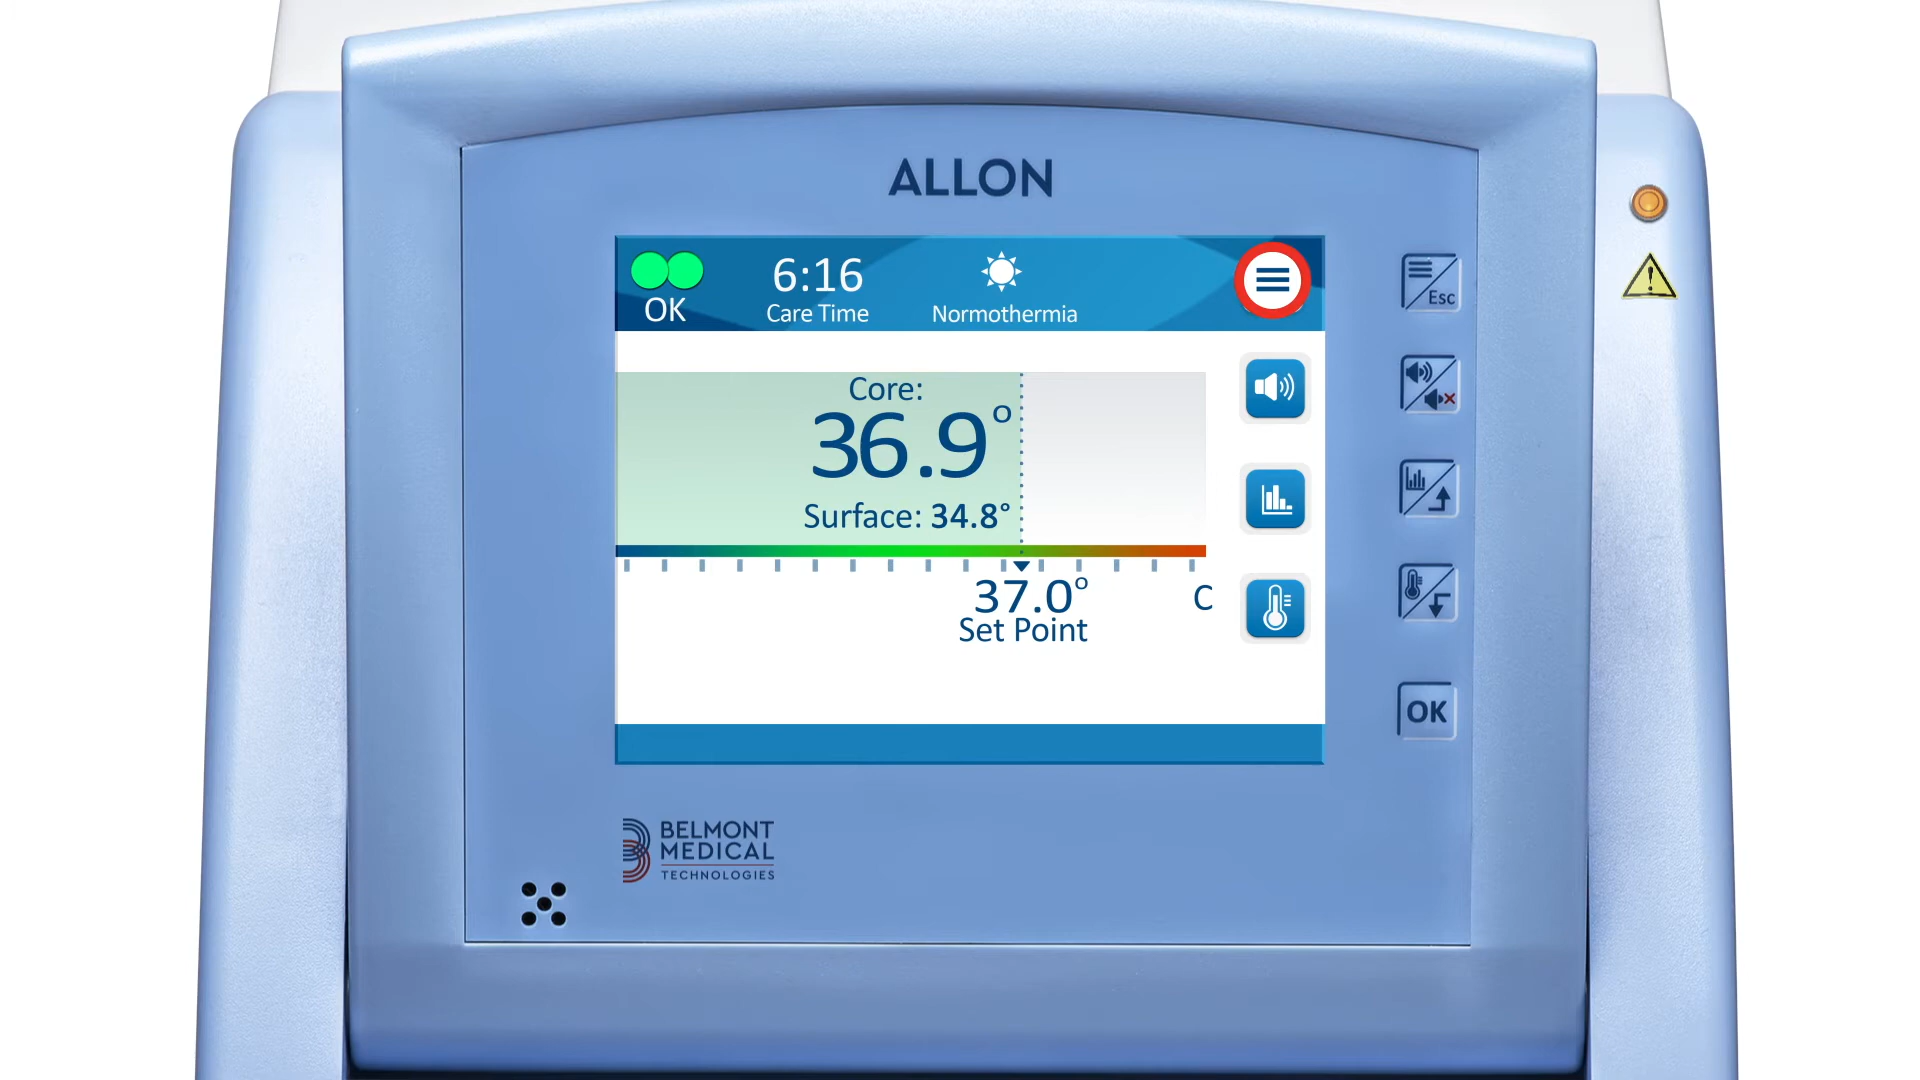 ALLON
6:16
OK
Care Time
Normothermia
Esc
Core:
36.9°
Surface: 34.8°
37.0°
C
Set Point
OK
BELMONT
MEDICAL
TECHNOLOGIES